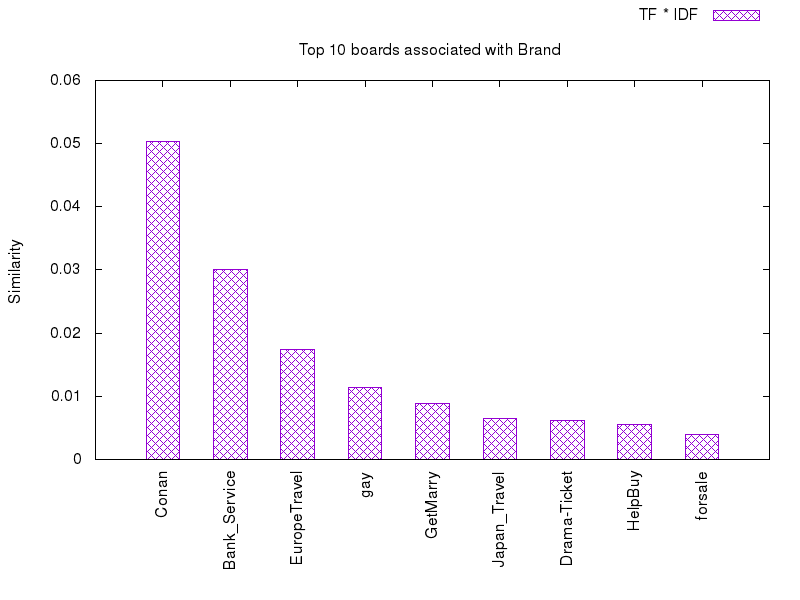 TF * IDF
Top 10 boards associated with Brand
0.06
0.05
0.04
0.03
0.02
0.01
0
Similarity
Conan
Bank_Service
EuropeTravel
gay
GetMarry
Japan_Travel
Drama-Ticket
HelpBuy
forsale